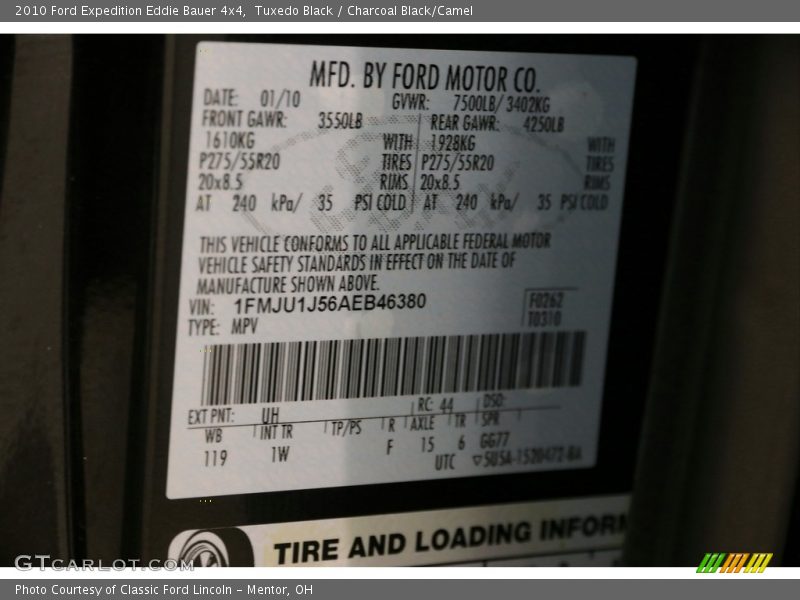 2010 Ford Expedition Eddie Bauer 4x4, Tuxedo Black / Charcoal Black/Camel
MFD. BY FORD MOTOR CO.
DATE: 01/10 GVWR: 7500LB/ 3402KG
FRONT GAWR: 3550LB REAR GAWR: 4250LB
1610KG WITH 1928KG WITH
P275/55R20 TIRES P275/55R20 TIRES
20x8.5 RIMS 20x8.5 RIMS
AT 240 kPa/ 35 PSI COLD AT 240 kPa/ 35 PSI COLD
THIS VEHICLE CONFORMS TO ALL APPLICABLE FEDERAL MOTOR
VEHICLE SAFETY STANDARDS IN EFFECT ON THE DATE OF
MANUFACTURE SHOWN ABOVE.
VIN: 1FMJU1J56AEB46380 F0262
TYPE: MPV T0310
EXT PNT: UH RC: 44 DSO:
WB INT TR TP/PS R AXLE TR SPR
119 1W F 15 6 GG77
UTC ▽5U5A-1520472-BA
TIRE AND LOADING INFORM
GTCARLOT.COM
Photo Courtesy of Classic Ford Lincoln - Mentor, OH